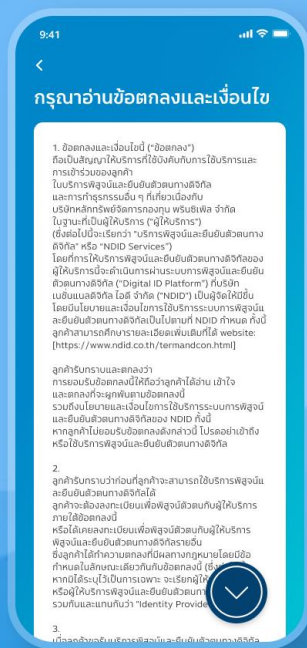 9:41
กรุณาอ่านข้อตกลงและเงื่อนไข
1. ข้อตกลงและเงื่อนไขนี้ ("ข้อตกลง")
ถือเป็นสัญญาให้บริการที่ใช้บังคับกับการใช้บริการและ
การเข้าร่วมของลูกค้า
ในบริการพิสูจน์และยืนยันตัวตนทางดิจิทัล
และการทำธุรกรรมอื่น ๆ ที่เกี่ยวเนื่องกับ
บริษัทหลักทรัพย์จัดการกองทุน พรินซิเพิล จำกัด
ในฐานะที่เป็นผู้ให้บริการ ("ผู้ให้บริการ")
(ซึ่งต่อไปนี้จะเรียกว่า "บริการพิสูจน์และยืนยันตัวตนทาง
ดิจิทัล" หรือ "NDID Services")
โดยที่การให้บริการพิสูจน์และยืนยันตัวตนทางดิจิทัลของ
ผู้ให้บริการนี้จะดำเนินการผ่านระบบการพิสูจน์และยืนยัน
ตัวตนทางดิจิทัล ("Digital ID Platform") ที่บริษัท
เนชั่นแนลดิจิทัล ไอดี จำกัด ("NDID") เป็นผู้จัดให้มีขึ้น
โดยมีนโยบายและเงื่อนไขการใช้บริการระบบการพิสูจน์
และยืนยันตัวตนทางดิจิทัลเป็นไปตามที่ NDID กำหนด ทั้งนี้
ลูกค้าสามารถศึกษารายละเอียดเพิ่มเติมที่ได้ website:
[https://www.ndid.co.th/termandcon.html]
ลูกค้ารับทราบและตกลงว่า
การยอมรับข้อตกลงนี้ให้ถือว่าลูกค้าได้อ่าน เข้าใจ
และตกลงที่จะผูกพันตามข้อตกลงนี้
รวมถึงนโยบายและเงื่อนไขการใช้บริการระบบการพิสูจน์
และยืนยันตัวตนทางดิจิทัลของ NDID ทั้งนี้
หากลูกค้าไม่ยอมรับข้อตกลงดังกล่าวนี้ โปรดอย่าเข้าถึง
หรือใช้บริการพิสูจน์และยืนยันตัวตนทางดิจิทัล
2.
ลูกค้ารับทราบว่าก่อนที่ลูกค้าจะสามารถใช้บริการพิสูจน์แ
ละยืนยันตัวตนทางดิจิทัลได้
ลูกค้าจะต้องลงทะเบียนเพื่อพิสูจน์ตัวตนกับผู้ให้บริการ
ภายใต้ข้อตกลงนี้
หรือได้เคยลงทะเบียนเพื่อพิสูจน์ตัวตนกับผู้ให้บริการ
พิสูจน์และยืนยันตัวตนทางดิจิทัลรายอื่น
ซึ่งลูกค้าได้ทำความตกลงที่มีผลทางกฎหมายโดยมีข้อ
กำหนดในลักษณะเดียวกันกับข้อตกลงนี้ (ซึ่ง
หากมิได้ระบุไว้เป็นการเฉพาะ จะเรียกผู้ให้
หรือผู้ให้บริการพิสูจน์และยืนยันตัวตนทา
รวมกันและแทนกันว่า "Identity Provide
3.
เมื่อลูกค้าขอรับบริการพิสูจน์และยืนยันตัวตนทางดิจิทัล